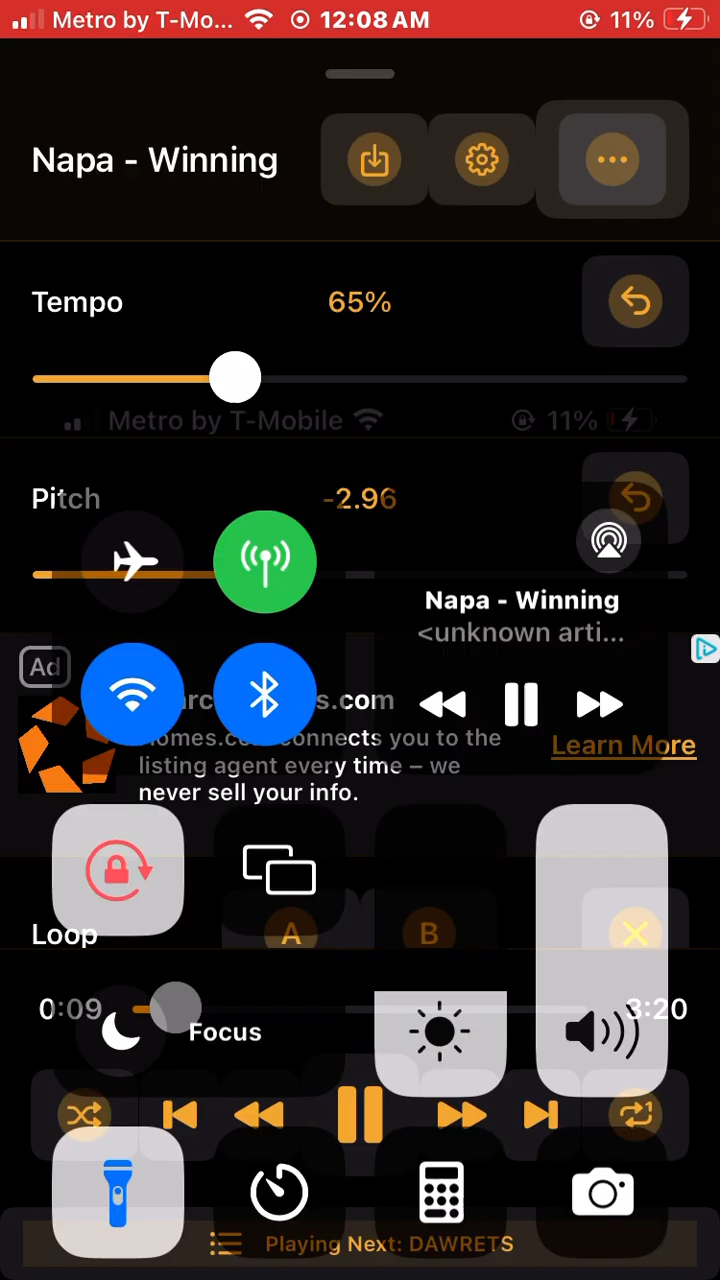 Metro by T-Mo... 12:08 AM 11%
Napa - Winning
Tempo 65%
Metro by T-Mobile 11%
Pitch -2.96
Napa - Winning
<unknown arti...
Ad
s.com
connects you to the
listing agent every time – we
never sell your info.
Learn More
Loop A B
0:09 3:20
Focus
Playing Next: DAWRETS